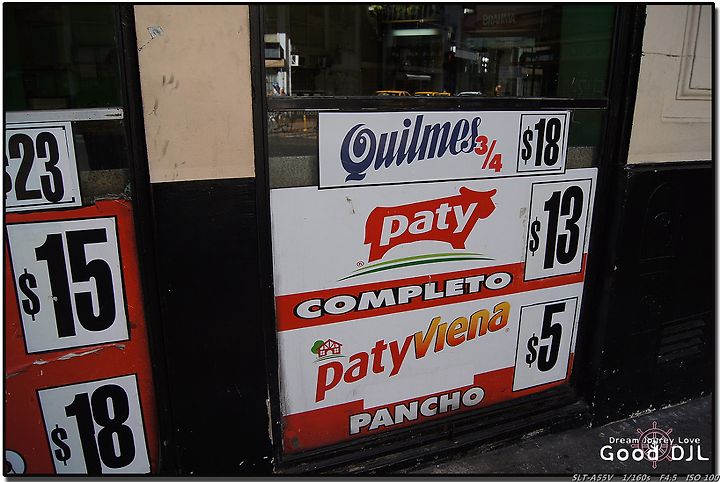 $23
$15
$18
Quilmes 3/4 $18
paty $13
®
COMPLETO
patyViena® $5
PANCHO
Dream Jourey Love
Good DJL
SLT-A55V 1/160s F4.5 ISO 100